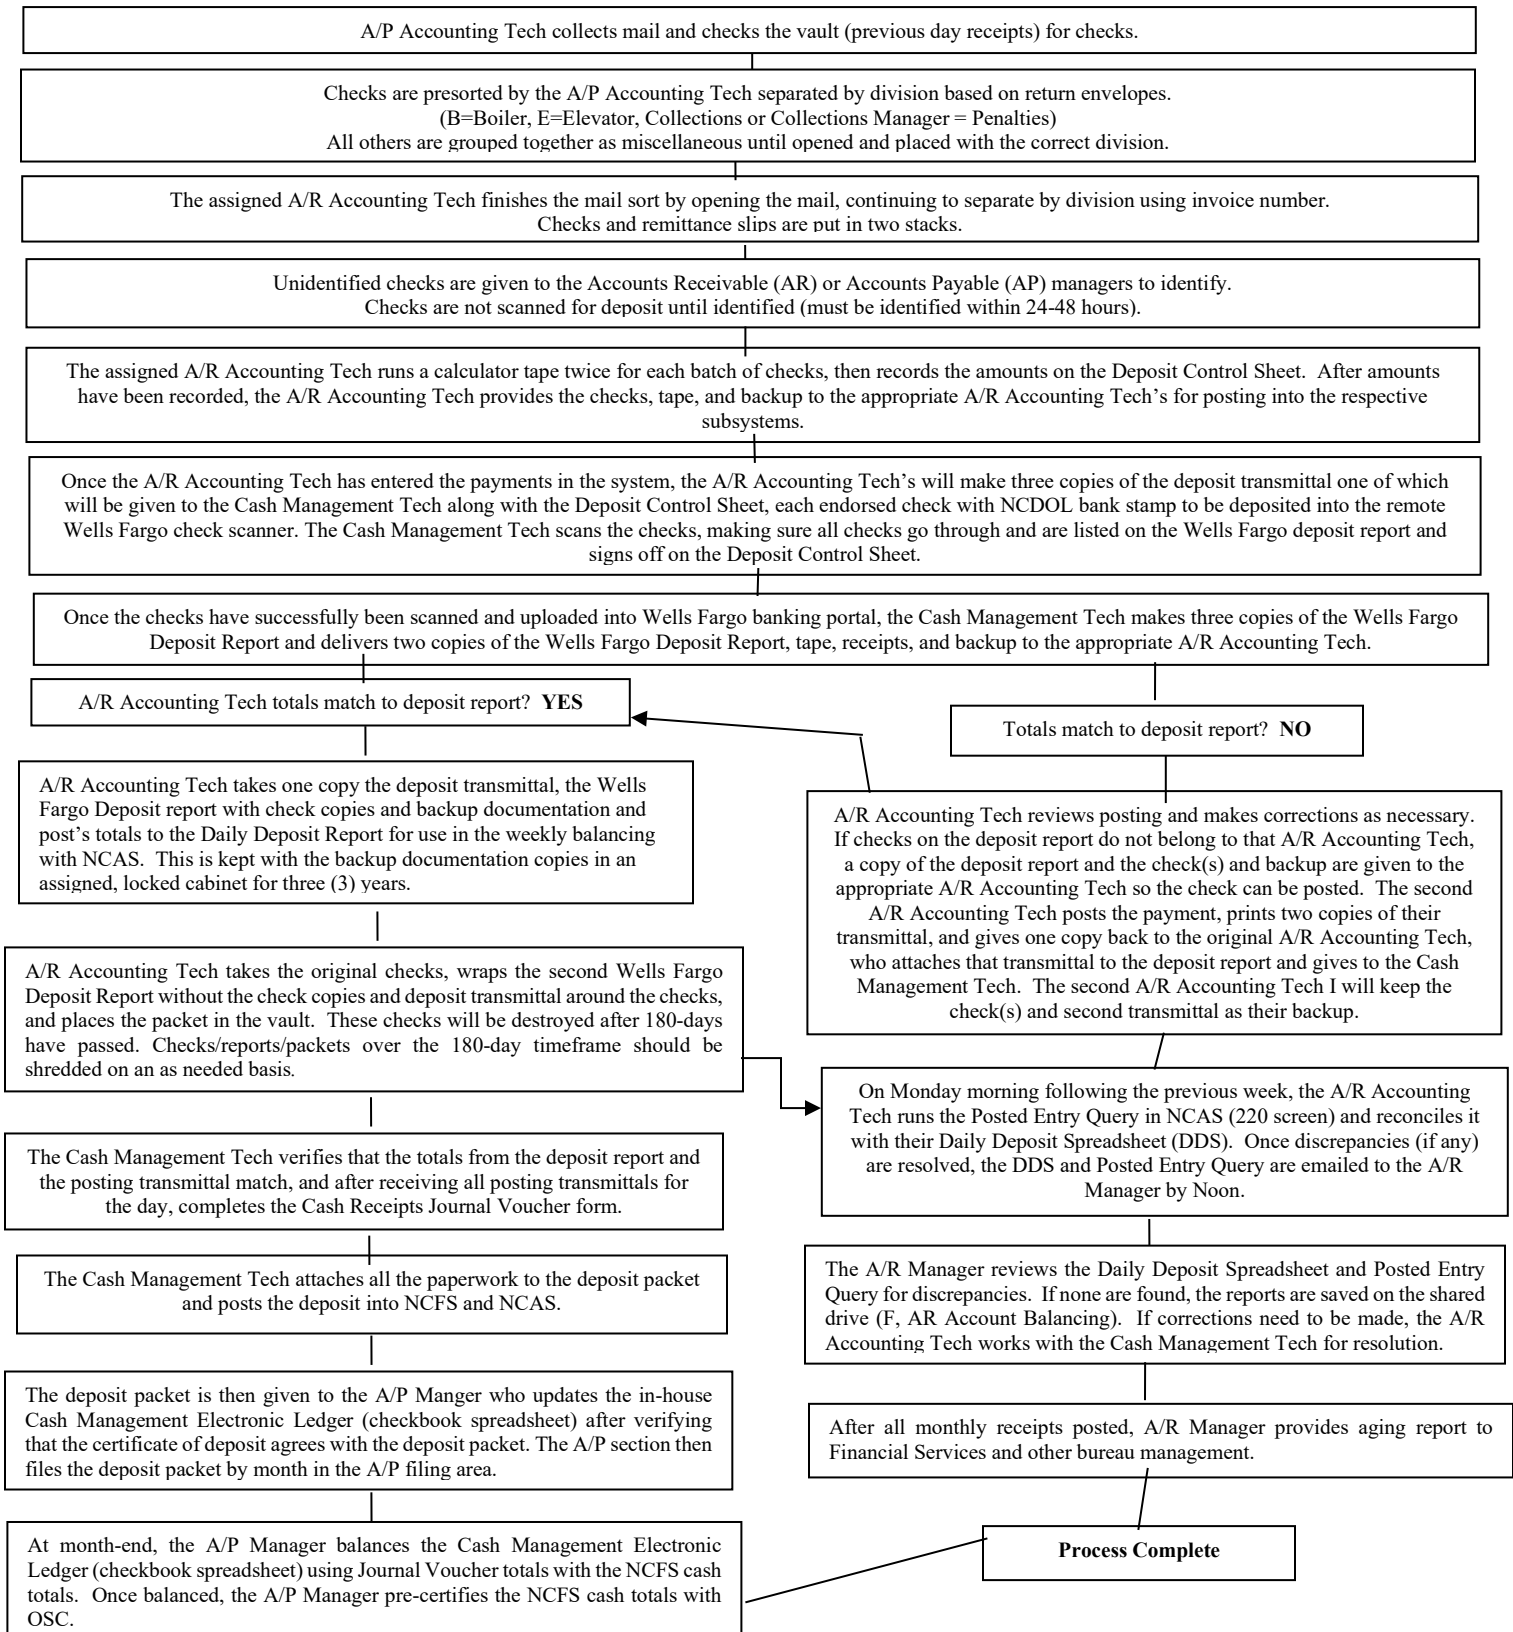 A/P Accounting Tech collects mail and checks the vault (previous day receipts) for checks.
Checks are presorted by the A/P Accounting Tech separated by division based on return envelopes.
(B=Boiler, E=Elevator, Collections or Collections Manager = Penalties)
All others are grouped together as miscellaneous until opened and placed with the correct division.
The assigned A/R Accounting Tech finishes the mail sort by opening the mail, continuing to separate by division using invoice number.
Checks and remittance slips are put in two stacks.
Unidentified checks are given to the Accounts Receivable (AR) or Accounts Payable (AP) managers to identify.
Checks are not scanned for deposit until identified (must be identified within 24-48 hours).
The assigned A/R Accounting Tech runs a calculator tape twice for each batch of checks, then records the amounts on the Deposit Control Sheet. After amounts
have been recorded, the A/R Accounting Tech provides the checks, tape, and backup to the appropriate A/R Accounting Tech's for posting into the respective
subsystems.
Once the A/R Accounting Tech has entered the payments in the system, the A/R Accounting Tech's will make three copies of the deposit transmittal one of which
will be given to the Cash Management Tech along with the Deposit Control Sheet, each endorsed check with NCDOL bank stamp to be deposited into the remote
Wells Fargo check scanner. The Cash Management Tech scans the checks, making sure all checks go through and are listed on the Wells Fargo deposit report and
signs off on the Deposit Control Sheet.
Once the checks have successfully been scanned and uploaded into Wells Fargo banking portal, the Cash Management Tech makes three copies of the Wells Fargo
Deposit Report and delivers two copies of the Wells Fargo Deposit Report, tape, receipts, and backup to the appropriate A/R Accounting Tech.
A/R Accounting Tech totals match to deposit report? YES
A/R Accounting Tech takes one copy the deposit transmittal, the Wells
Fargo Deposit report with check copies and backup documentation and
post's totals to the Daily Deposit Report for use in the weekly balancing
with NCAS. This is kept with the backup documentation copies in an
assigned, locked cabinet for three (3) years.
A/R Accounting Tech takes the original checks, wraps the second Wells Fargo
Deposit Report without the check copies and deposit transmittal around the checks,
and places the packet in the vault. These checks will be destroyed after 180-days
have passed. Checks/reports/packets over the 180-day timeframe should be
shredded on an as needed basis.
The Cash Management Tech verifies that the totals from the deposit report and
the posting transmittal match, and after receiving all posting transmittals for
the day, completes the Cash Receipts Journal Voucher form.
The Cash Management Tech attaches all the paperwork to the deposit packet
and posts the deposit into NCFS and NCAS.
The deposit packet is then given to the A/P Manger who updates the in-house
Cash Management Electronic Ledger (checkbook spreadsheet) after verifying
that the certificate of deposit agrees with the deposit packet. The A/P section then
files the deposit packet by month in the A/P filing area.
At month-end, the A/P Manager balances the Cash Management Electronic
Ledger (checkbook spreadsheet) using Journal Voucher totals with the NCFS cash
totals. Once balanced, the A/P Manager pre-certifies the NCFS cash totals with
OSC.
Totals match to deposit report? NO
A/R Accounting Tech reviews posting and makes corrections as necessary.
If checks on the deposit report do not belong to that A/R Accounting Tech,
a copy of the deposit report and the check(s) and backup are given to the
appropriate A/R Accounting Tech so the check can be posted. The second
A/R Accounting Tech posts the payment, prints two copies of their
transmittal, and gives one copy back to the original A/R Accounting Tech,
who attaches that transmittal to the deposit report and gives to the Cash
Management Tech. The second A/R Accounting Tech I will keep the
check(s) and second transmittal as their backup.
On Monday morning following the previous week, the A/R Accounting
Tech runs the Posted Entry Query in NCAS (220 screen) and reconciles it
with their Daily Deposit Spreadsheet (DDS). Once discrepancies (if any)
are resolved, the DDS and Posted Entry Query are emailed to the A/R
Manager by Noon.
The A/R Manager reviews the Daily Deposit Spreadsheet and Posted Entry
Query for discrepancies. If none are found, the reports are saved on the shared
drive (F, AR Account Balancing). If corrections need to be made, the A/R
Accounting Tech works with the Cash Management Tech for resolution.
After all monthly receipts posted, A/R Manager provides aging report to
Financial Services and other bureau management.
Process Complete